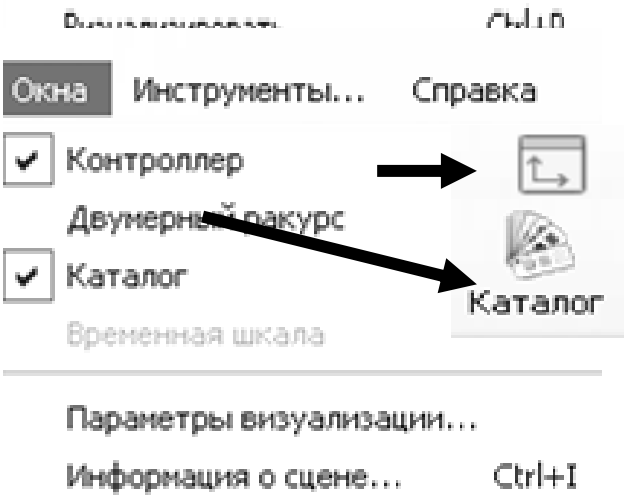 Окна Инструменты... Справка
Контроллер
Двумерный ракурс
Каталог
Каталог
Временная шкала
Параметры визуализации...
Информация о сцене... Ctrl+I